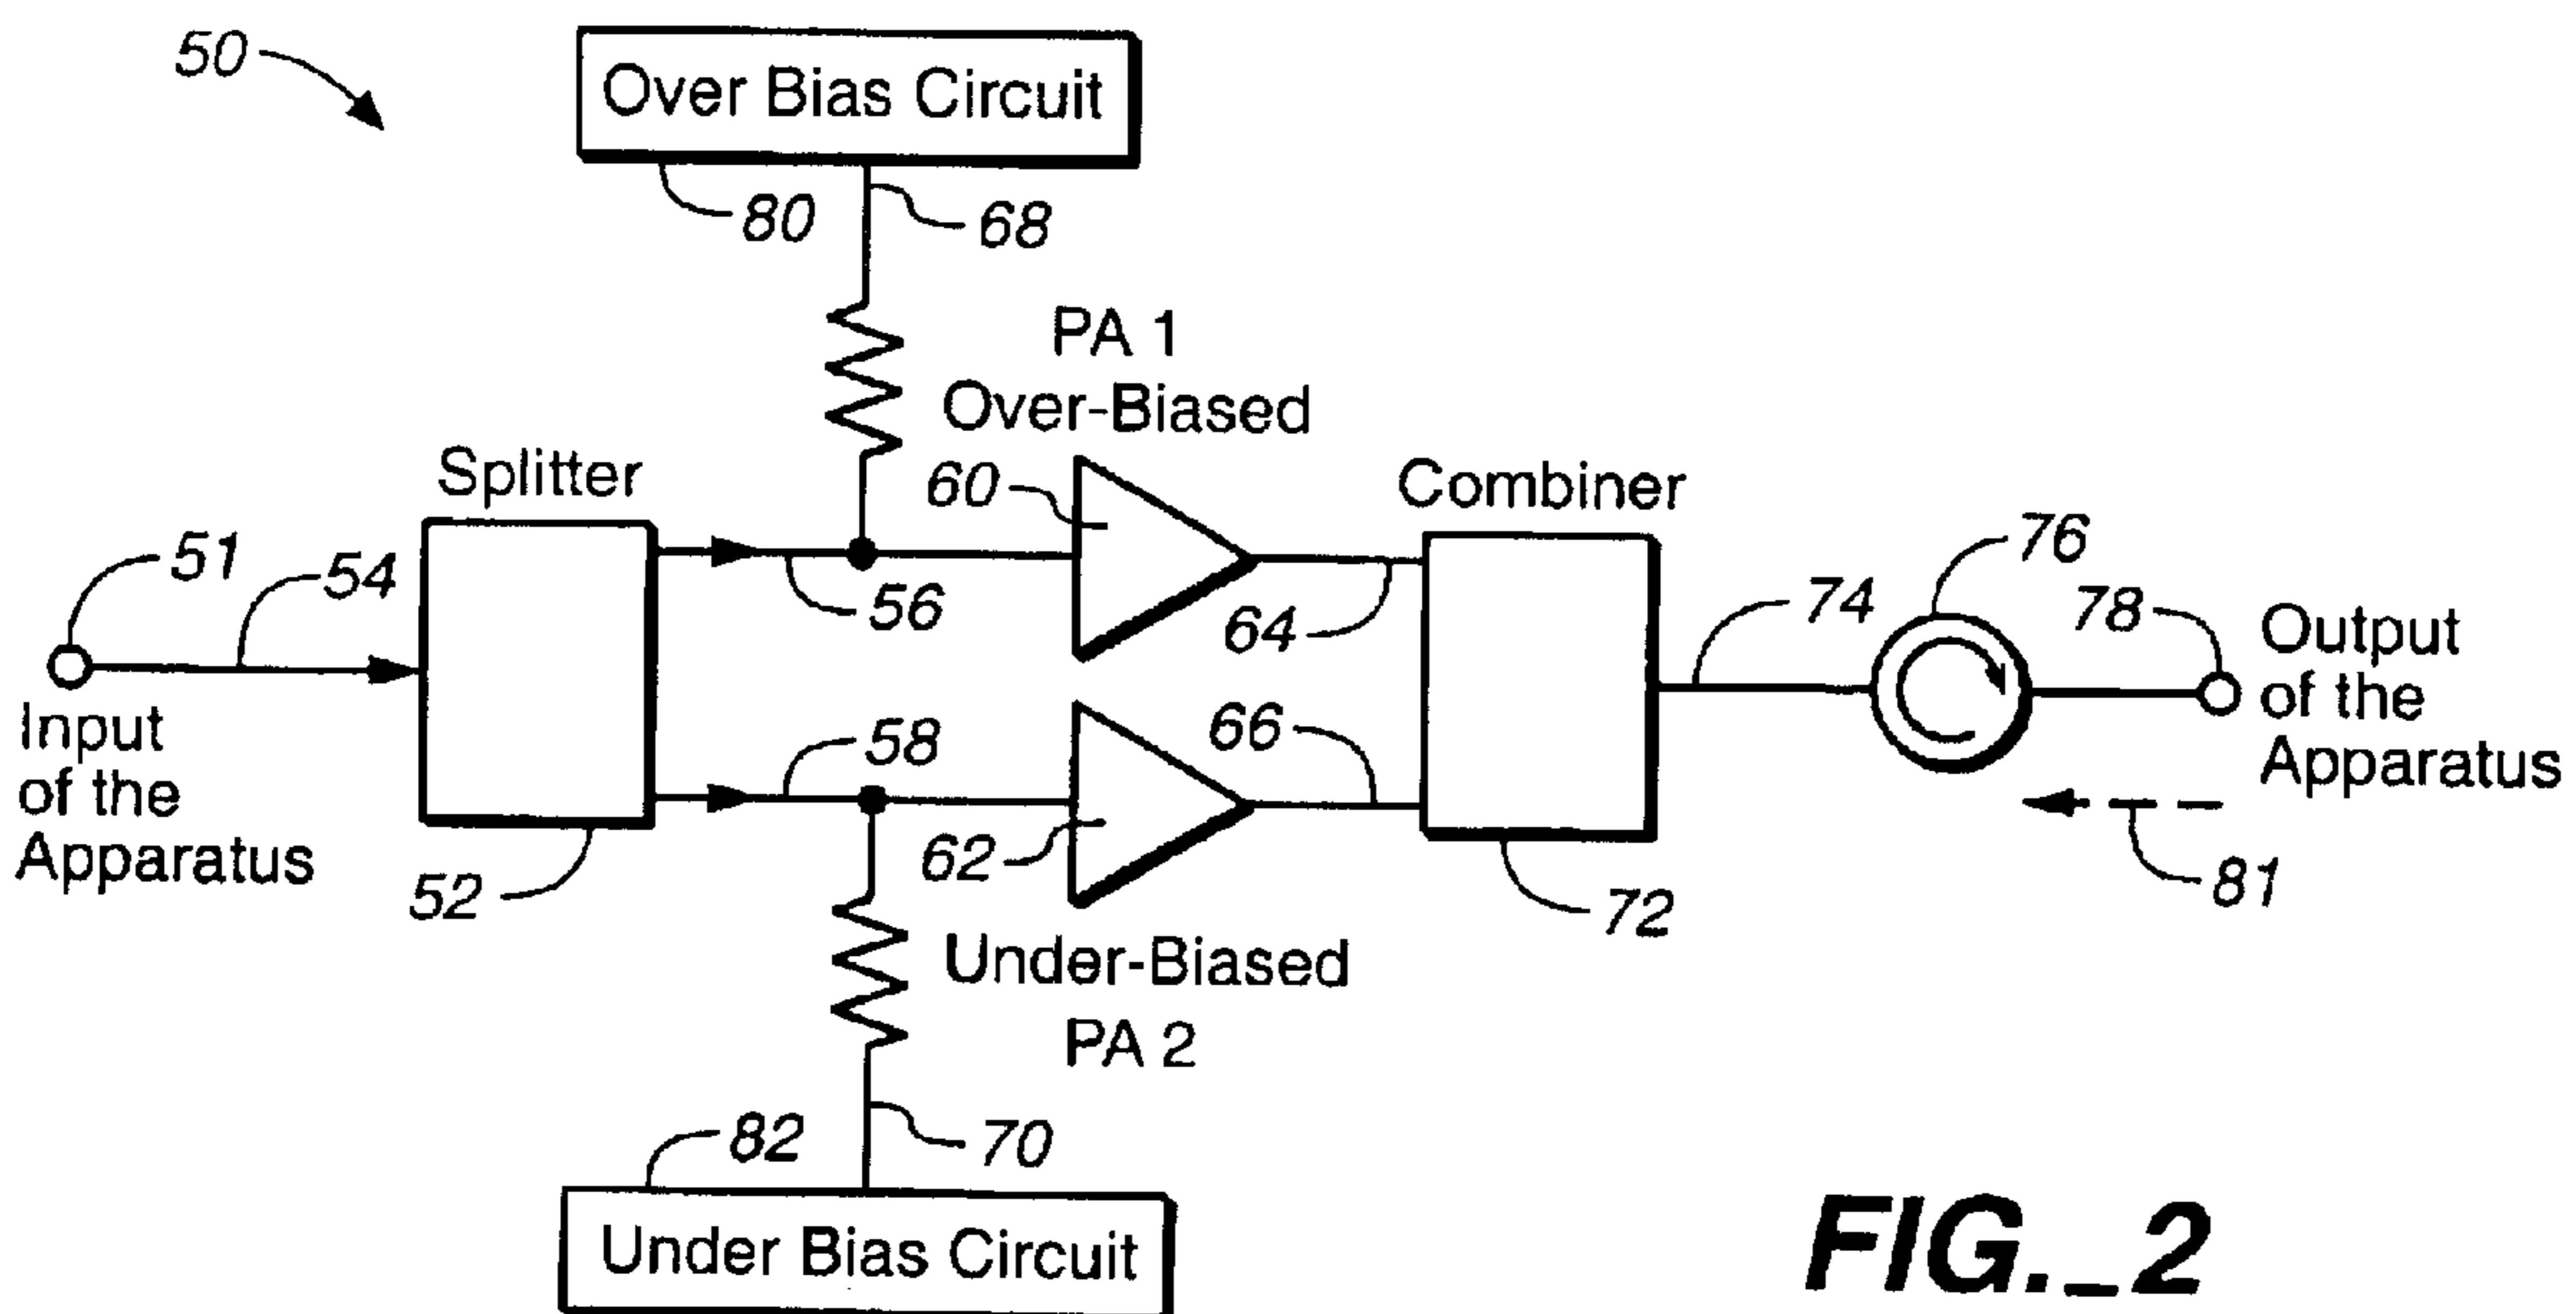 50
Over Bias Circuit
80
68
PA 1
Over-Biased
Splitter
60
Combiner
51
54
56
64
76
74
78
Output
of the
Apparatus
Input
of the
Apparatus
58
66
52
62
72
81
Under-Biased
PA 2
82
70
Under Bias Circuit
FIG._2